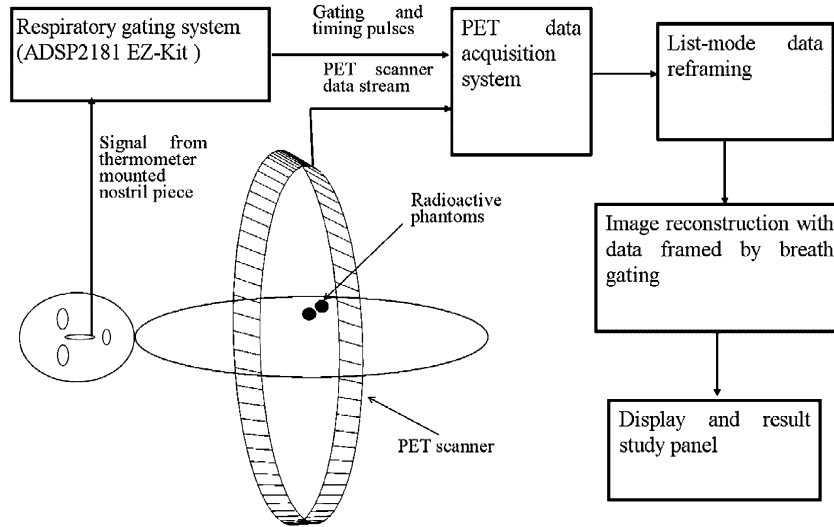 Respiratory gating system
(ADSP2181 EZ-Kit )
Gating and
timing pulses
PET scanner
data stream
PET data
acquisition
system
List-mode data
reframing
Signal from
thermometer
mounted
nostril piece
Radioactive
phantoms
Image reconstruction with
data framed by breath
gating
PET scanner
Display and result
study panel